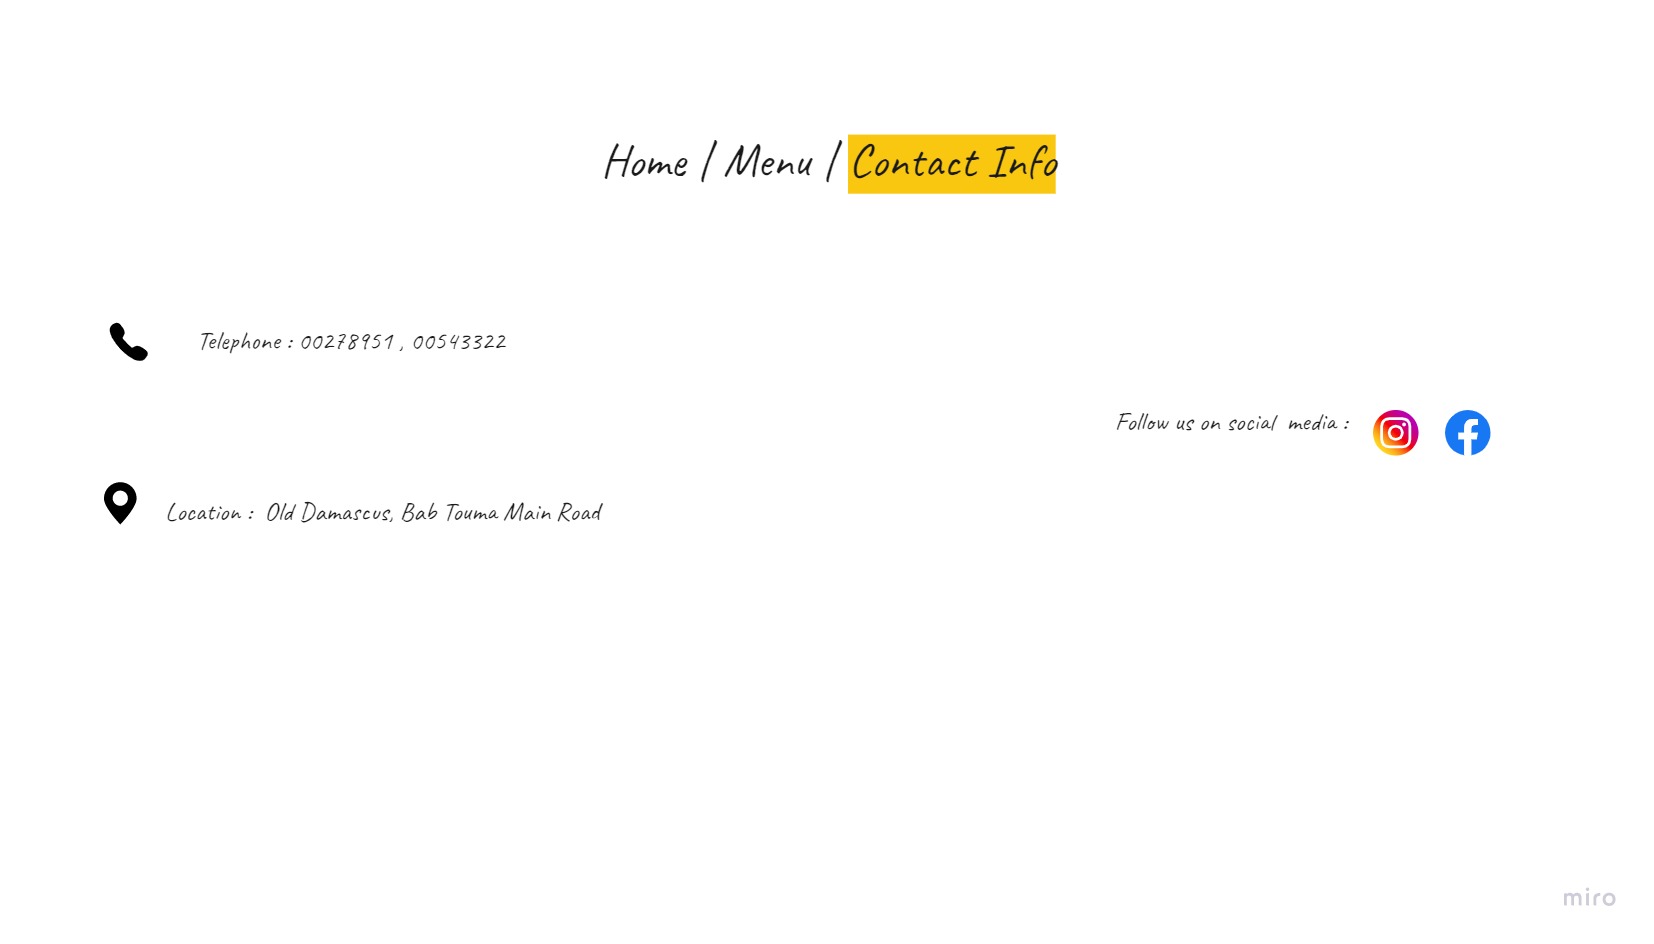 Home | Menu | Contact Info
Telephone : 00278951 , 00543322
Follow us on social media :
Location : Old Damascus, Bab Touma Main Road
miro